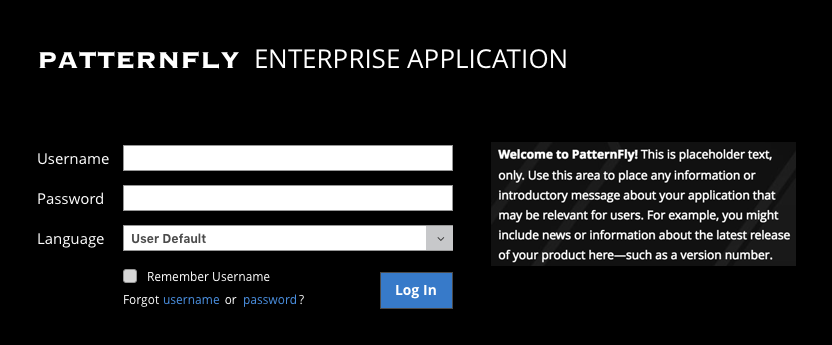 PATTERNFLY ENTERPRISE APPLICATION
Username
Password
Language User Default
Remember Username
Forgot username or password ?
Log In
Welcome to PatternFly! This is placeholder text,
only. Use this area to place any information or
introductory message about your application that
may be relevant for users. For example, you might
include news or information about the latest release
of your product here—such as a version number.